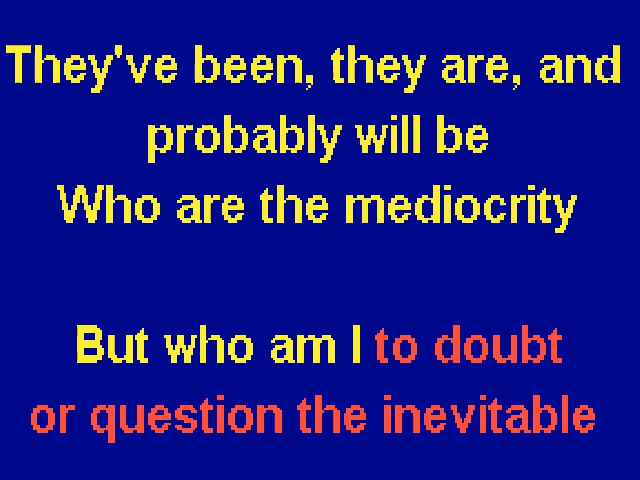 They've been, they are, and
probably will be
Who are the mediocrity
But who am I to doubt
or question the inevitable